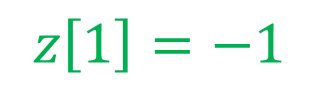 z[1] = −1